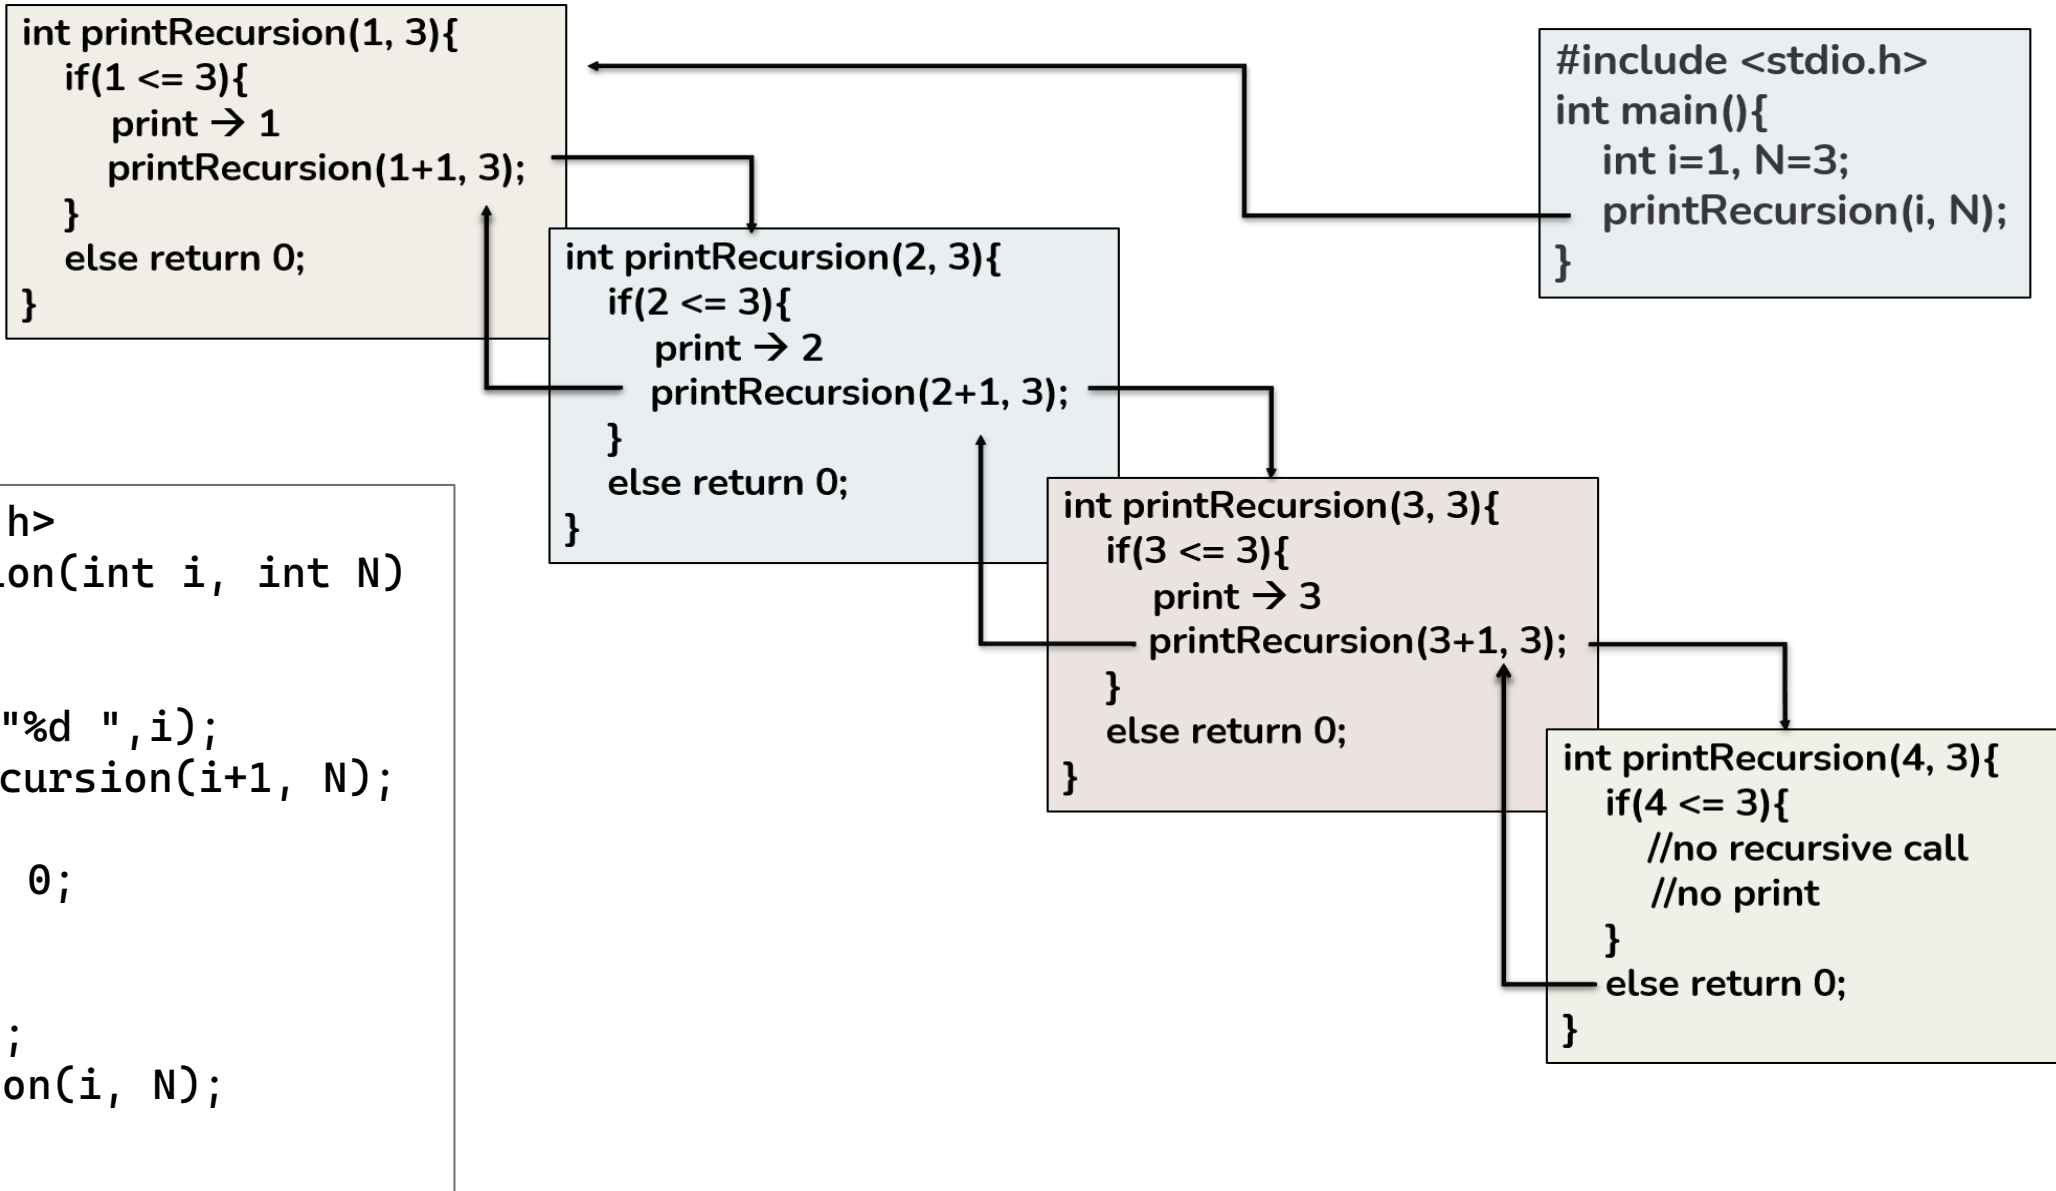 int printRecursion(1, 3){
if(1 <= 3){
print → 1
printRecursion(1+1, 3);
}
else return 0;
}
#include <stdio.h>
int main(){
int i=1, N=3;
printRecursion(i, N);
}
int printRecursion(2, 3){
if(2 <= 3){
print → 2
printRecursion(2+1, 3);
}
else return 0;
}
int printRecursion(3, 3){
if(3 <= 3){
print → 3
printRecursion(3+1, 3);
}
else return 0;
}
int printRecursion(4, 3){
if(4 <= 3){
//no recursive call
//no print
}
else return 0;
}
h>
ion(int i, int N)
"%d ",i);
cursion(i+1, N);
0;
;
on(i, N);